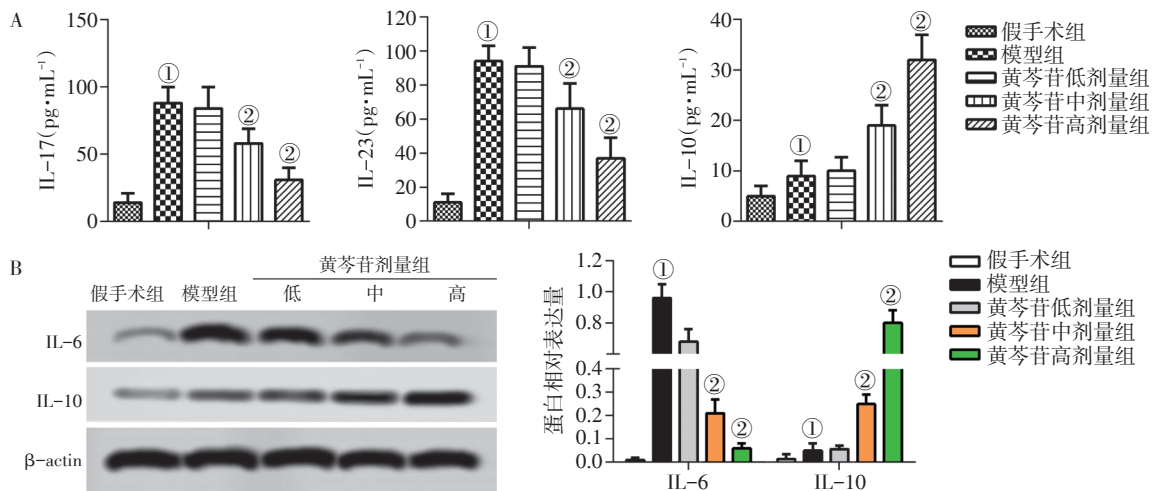 A
IL-17(pg•mL⁻¹)
150
100
50
0
①
②
②
IL-23(pg•mL⁻¹)
120
100
80
60
40
20
0
①
②
②
IL-10(pg•mL⁻¹)
40
30
20
10
0
①
②
②
假手术组
模型组
黄芩苷低剂量组
黄芩苷中剂量组
黄芩苷高剂量组
B
黄芩苷剂量组
假手术组 模型组 低 中 高
IL-6
IL-10
β-actin
蛋白相对表达量
1.2
1.0
0.8
0.4
0.3
0.2
0.1
0.0
①
②
②
①
②
②
IL-6 IL-10
假手术组
模型组
黄芩苷低剂量组
黄芩苷中剂量组
黄芩苷高剂量组